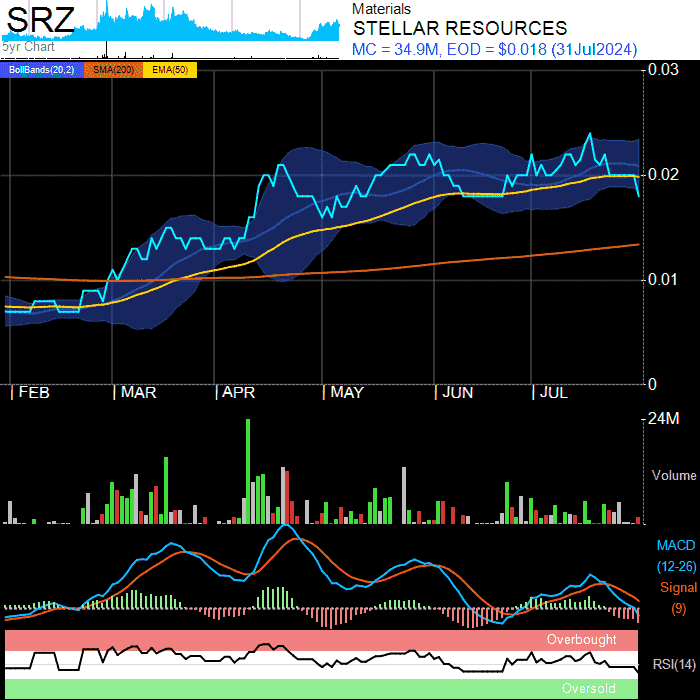 SRZ
5yr Chart
Materials
STELLAR RESOURCES
MC = 34.9M, EOD = $0.018 (31Jul2024)
BollBands(20,2) SMA(200) EMA(50)
0.03
0.02
0.01
0
FEB MAR APR MAY JUN JUL
24M
Volume
MACD
(12-26)
Signal
(9)
Overbought
RSI(14)
Oversold